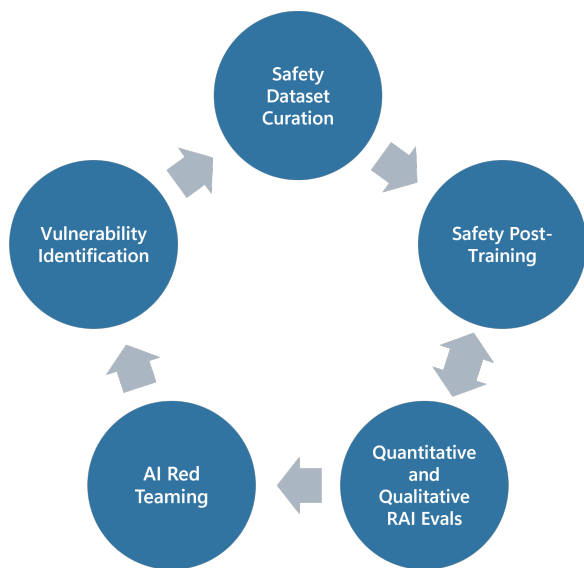 Safety
Dataset
Curation
Safety Post-
Training
Quantitative
and
Qualitative
RAI Evals
AI Red
Teaming
Vulnerability
Identification